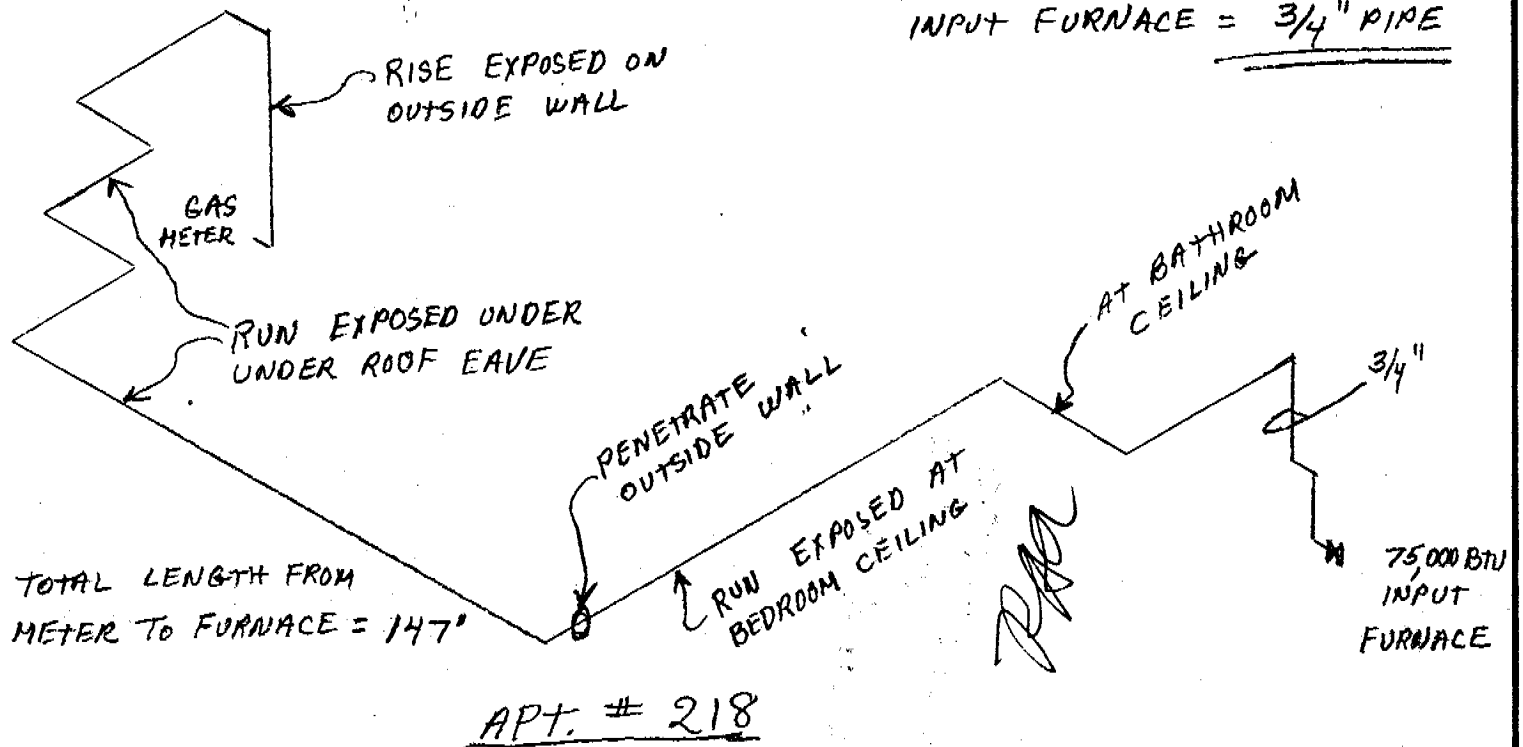 INPUT FURNACE = 3/4" PIPE
RISE EXPOSED ON
OUTSIDE WALL
GAS
METER
RUN EXPOSED UNDER
UNDER ROOF EAVE
AT BATHROOM
CEILING
3/4"
PENETRATE
OUTSIDE WALL
RUN EXPOSED AT
BEDROOM CEILING
75,000 BTU
INPUT
FURNACE
TOTAL LENGTH FROM
METER TO FURNACE = 147'
APT. # 218